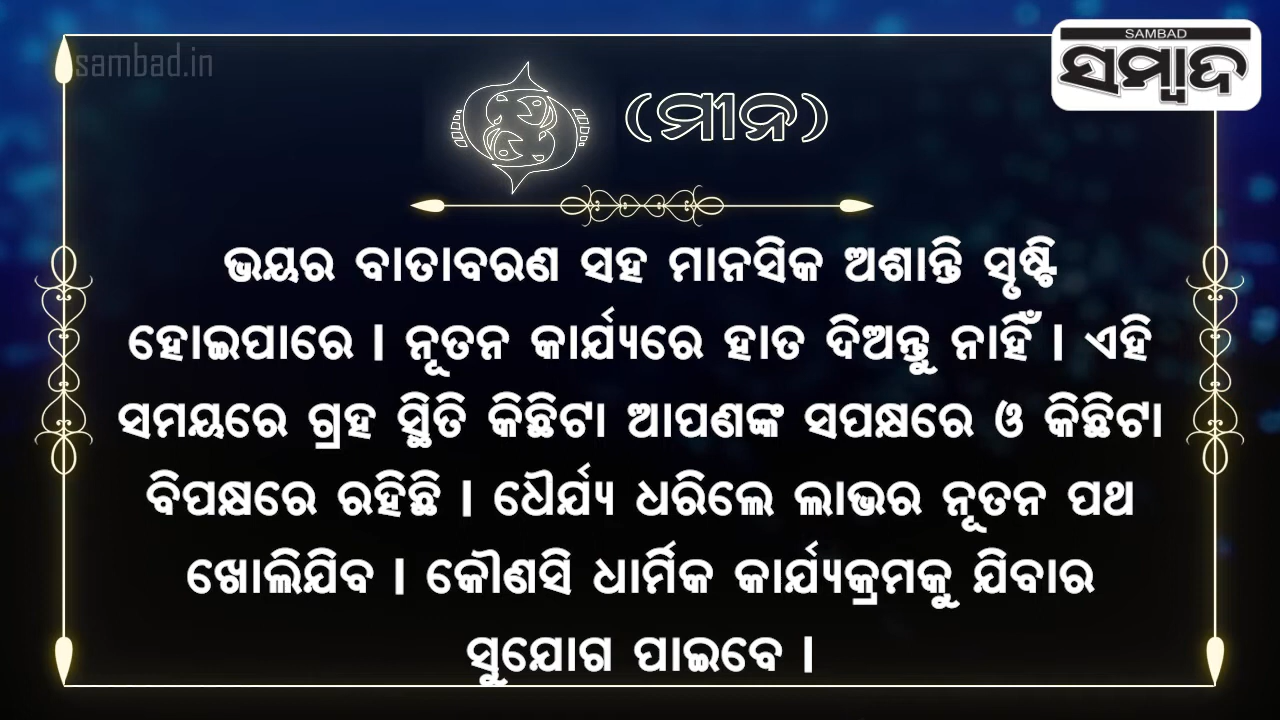 sambad.in
SAMBAD
ସମ୍ବାଦ
(ମୀନ)
ଭୟର ବାତାବରଣ ସହ ମାନସିକ ଅଶାନ୍ତି ସୃଷ୍ଟି
ହୋଇପାରେ । ନୂତନ କାର୍ଯ୍ୟରେ ହାତ ଦିଅନ୍ତୁ ନାହିଁ । ଏହି
ସମୟରେ ଗ୍ରହ ସ୍ଥିତି କିଛିଟା ଆପଣଙ୍କ ସପକ୍ଷରେ ଓ କିଛିଟା
ବିପକ୍ଷରେ ରହିଛି । ଧୈର୍ଯ୍ୟ ଧରିଲେ ଲାଭର ନୂତନ ପଥ
ଖୋଲିଯିବ । କୌଣସି ଧାର୍ମିକ କାର୍ଯ୍ୟକ୍ରମକୁ ଯିବାର
ସୁଯୋଗ ପାଇବେ ।